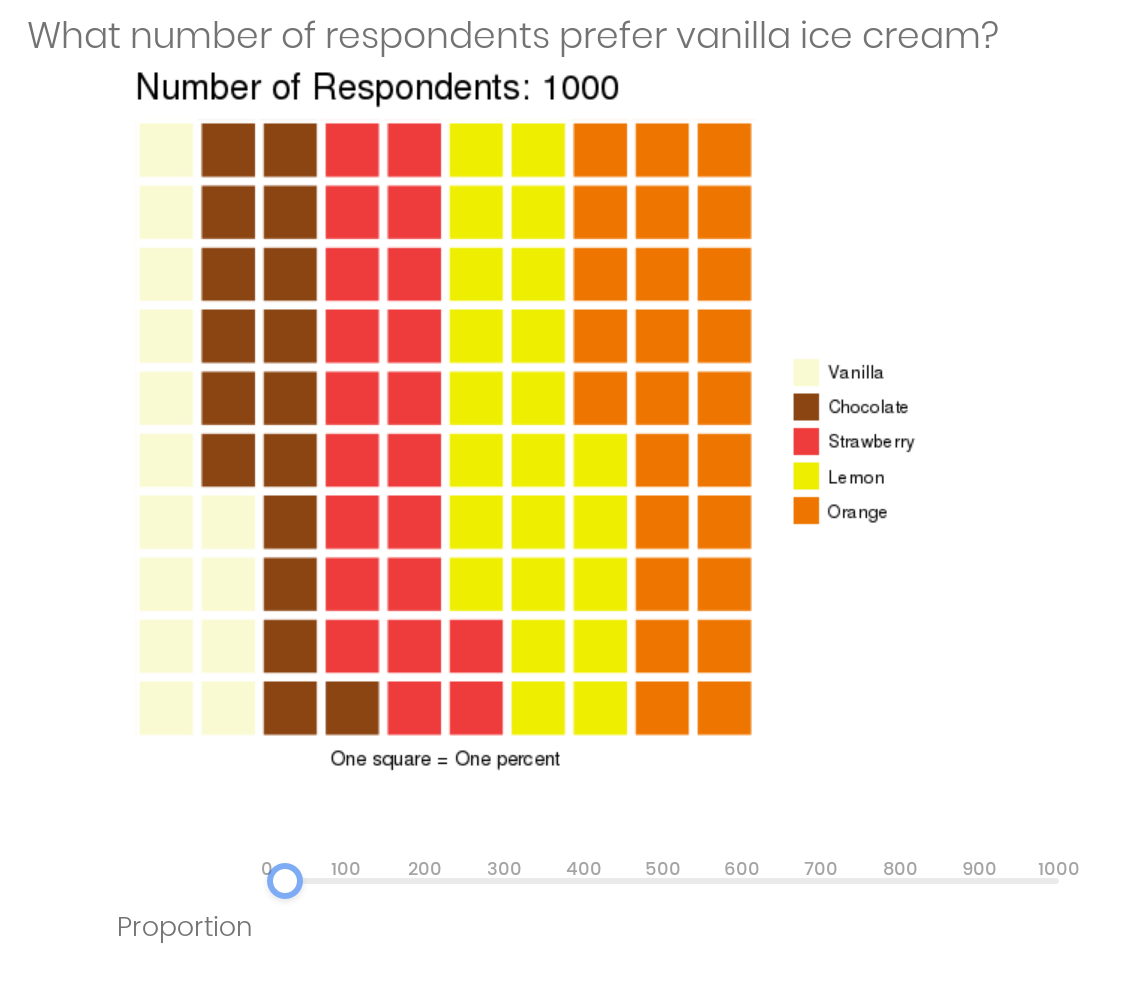 What number of respondents prefer vanilla ice cream?
Number of Respondents: 1000
Vanilla
Chocolate
Strawberry
Lemon
Orange
One square = One percent
0 100 200 300 400 500 600 700 800 900 1000
Proportion